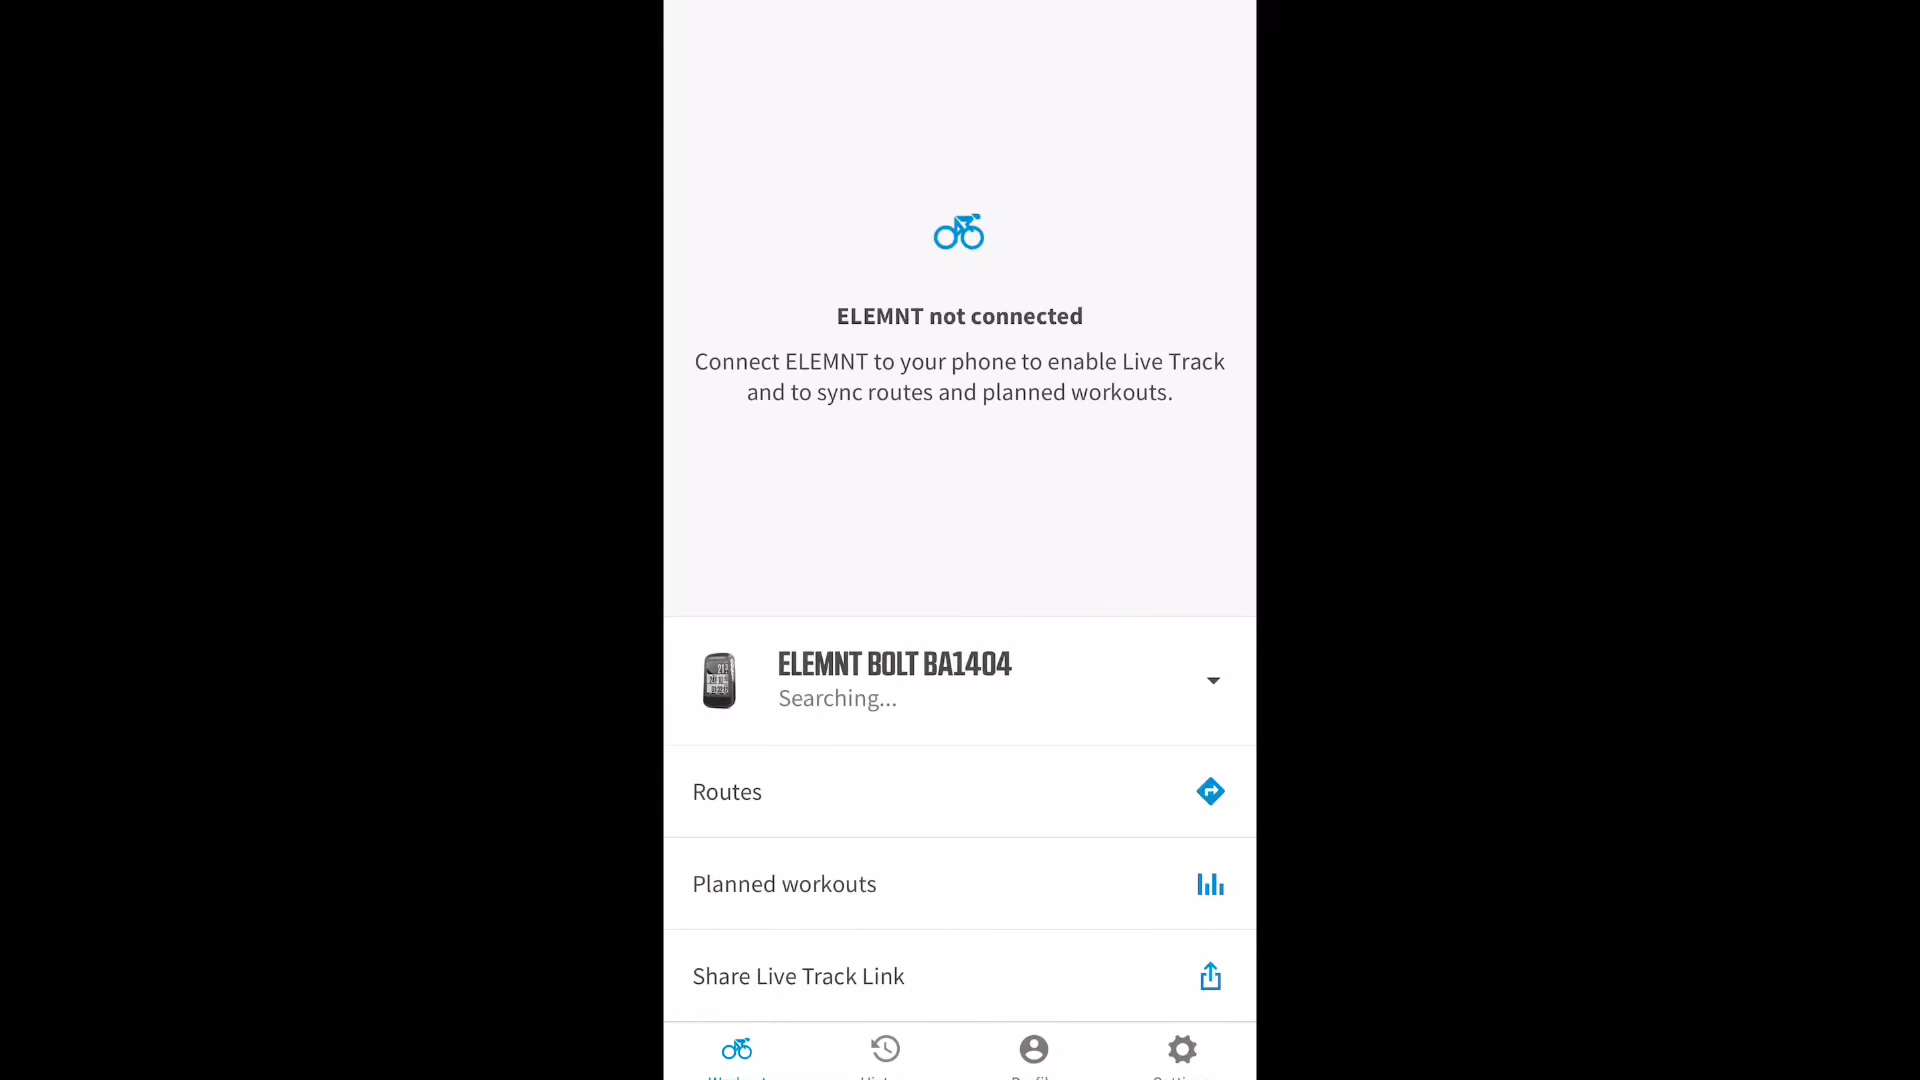 ELEMNT not connected
Connect ELEMNT to your phone to enable Live Track
and to sync routes and planned workouts.
ELEMNT BOLT BA1404
Searching...
Routes
Planned workouts
Share Live Track Link